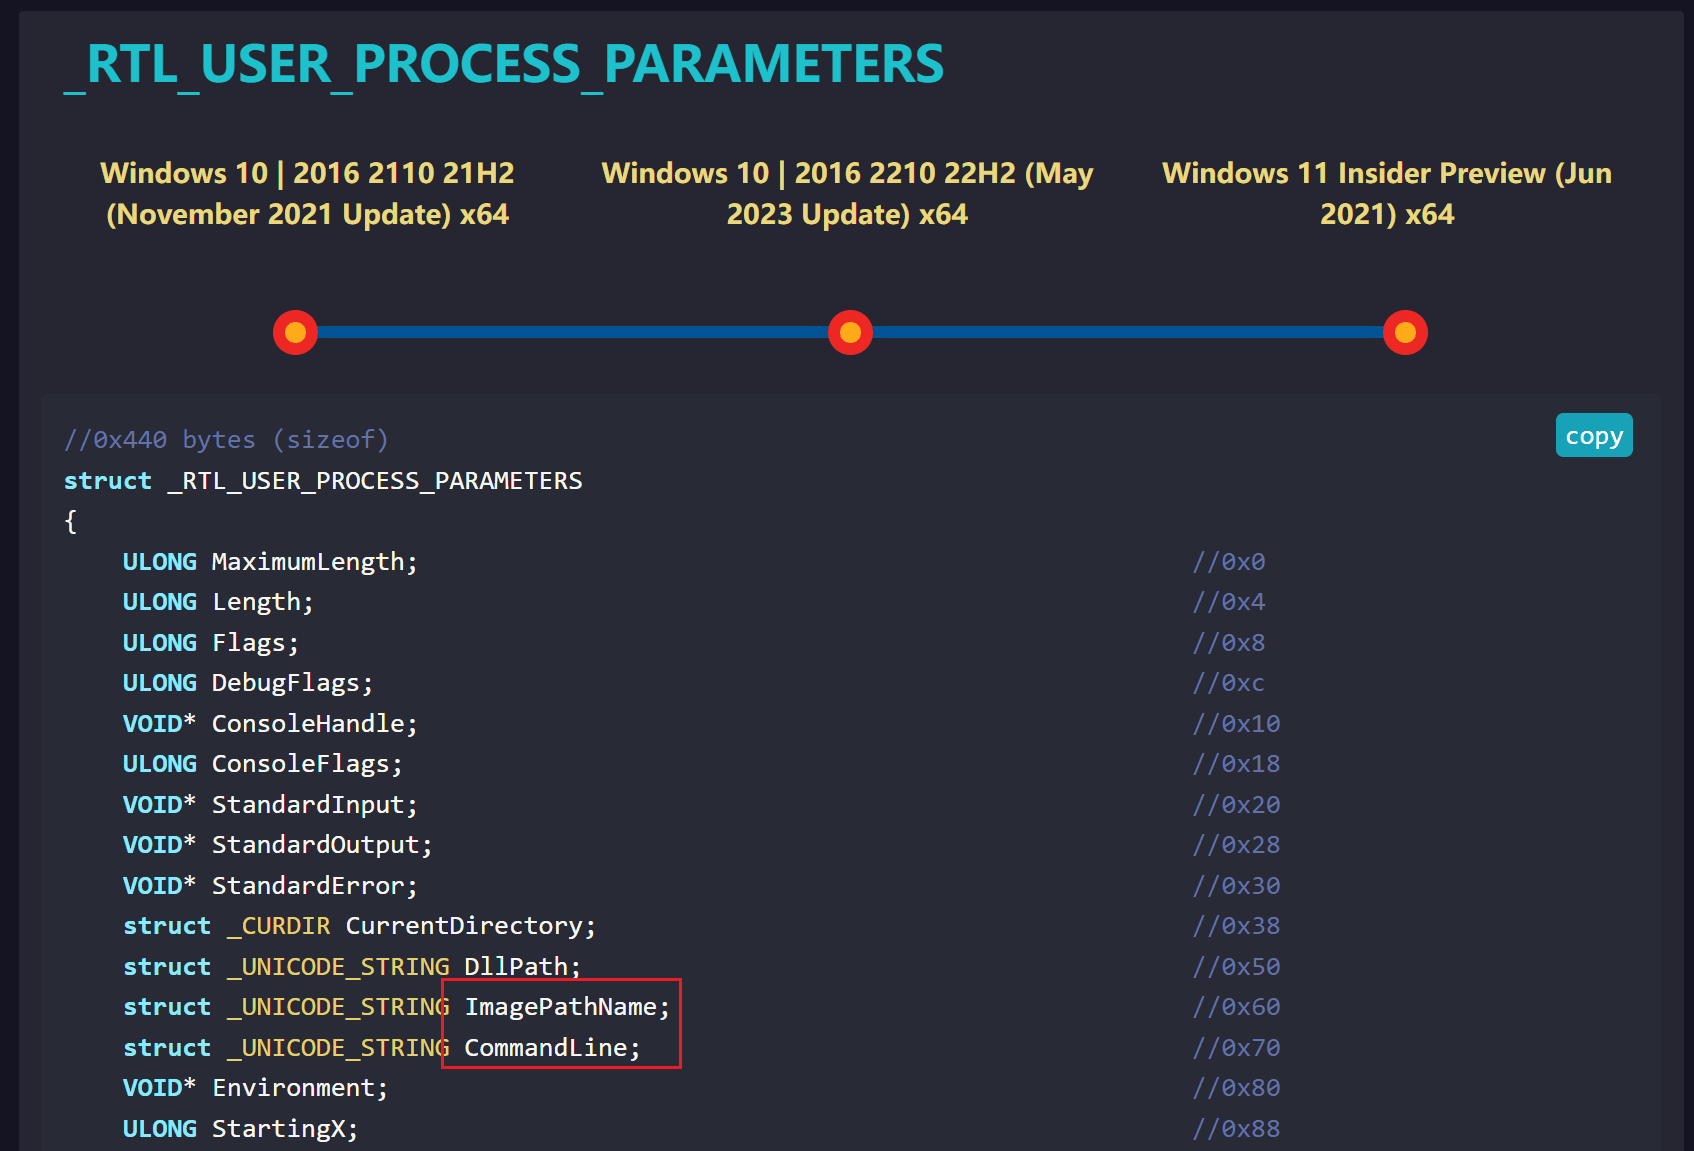 _RTL_USER_PROCESS_PARAMETERS
Windows 10 | 2016 2110 21H2
(November 2021 Update) x64
Windows 10 | 2016 2210 22H2 (May
2023 Update) x64
Windows 11 Insider Preview (Jun
2021) x64
copy
//0x440 bytes (sizeof)
struct _RTL_USER_PROCESS_PARAMETERS
{
    ULONG MaximumLength; //0x0
    ULONG Length; //0x4
    ULONG Flags; //0x8
    ULONG DebugFlags; //0xc
    VOID* ConsoleHandle; //0x10
    ULONG ConsoleFlags; //0x18
    VOID* StandardInput; //0x20
    VOID* StandardOutput; //0x28
    VOID* StandardError; //0x30
    struct _CURDIR CurrentDirectory; //0x38
    struct _UNICODE_STRING DllPath; //0x50
    struct _UNICODE_STRING ImagePathName; //0x60
    struct _UNICODE_STRING CommandLine; //0x70
    VOID* Environment; //0x80
    ULONG StartingX; //0x88